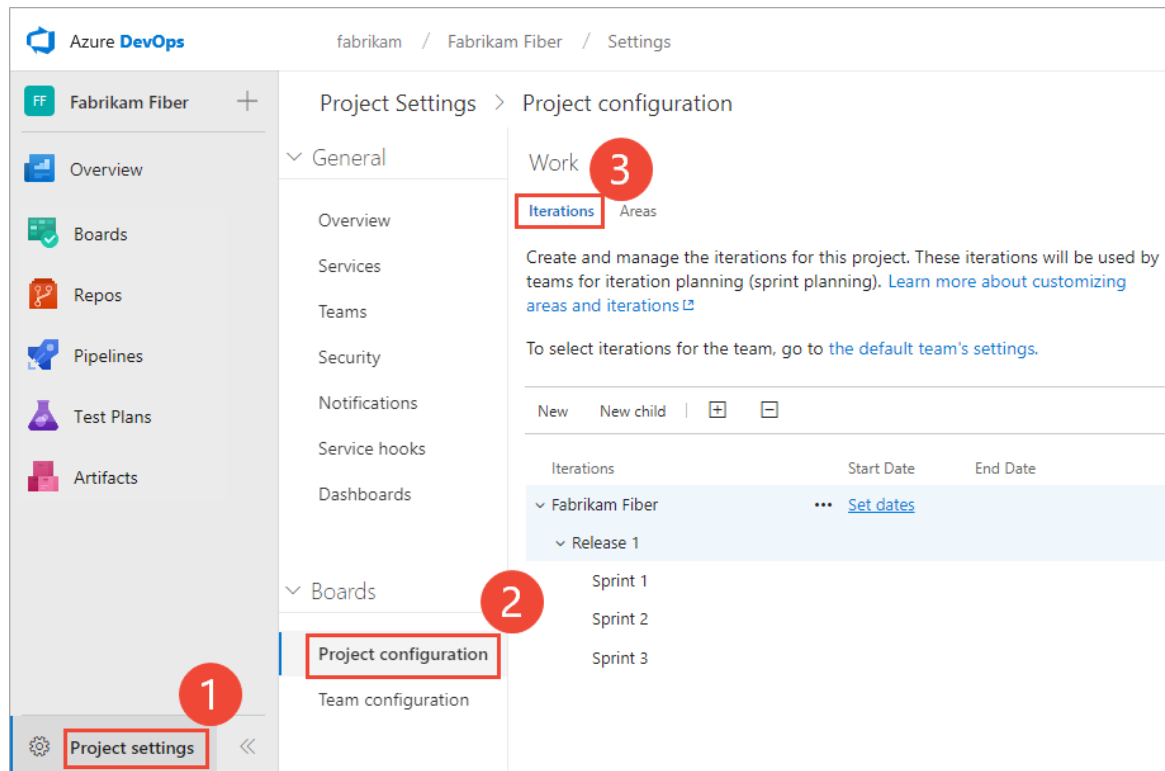 Azure DevOps
fabrikam / Fabrikam Fiber / Settings
FF Fabrikam Fiber
Overview
Boards
Repos
Pipelines
Test Plans
Artifacts
1
Project settings
Project Settings > Project configuration
General
Overview
Services
Teams
Security
Notifications
Service hooks
Dashboards
Boards
2
Project configuration
Team configuration
Work
3
Iterations Areas
Create and manage the iterations for this project. These iterations will be used by
teams for iteration planning (sprint planning). Learn more about customizing
areas and iterations
To select iterations for the team, go to the default team's settings.
New New child
Iterations Start Date End Date
Fabrikam Fiber ••• Set dates
Release 1
Sprint 1
Sprint 2
Sprint 3